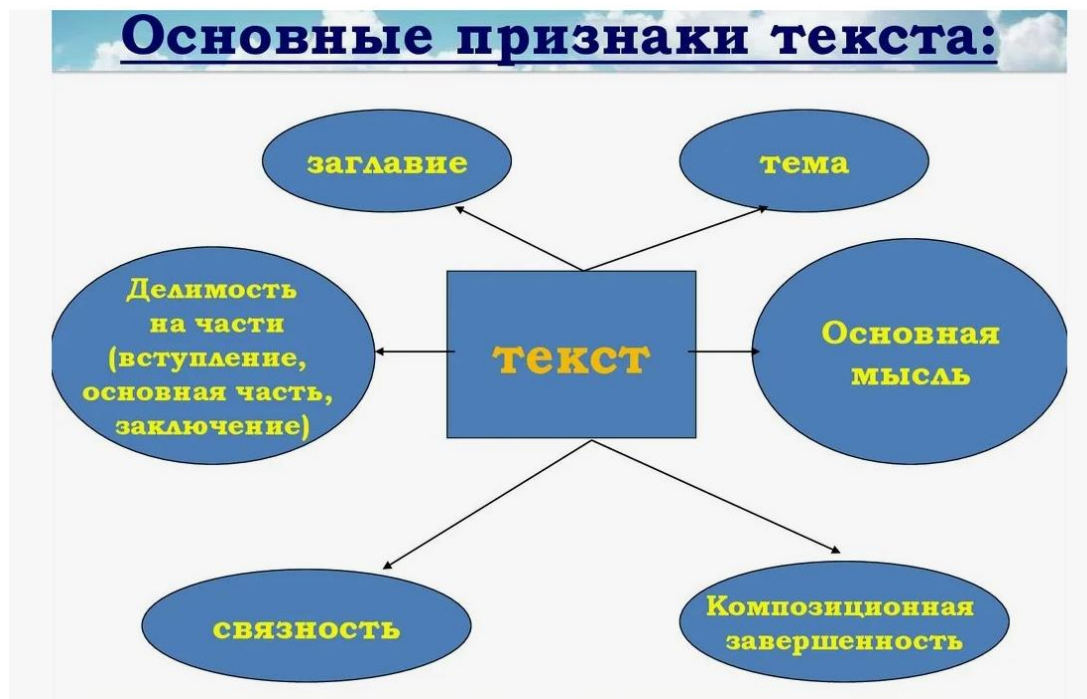 Основные признаки текста:
заглавие
тема
Делимость
на части
(вступление,
основная часть,
заключение)
текст
Основная
мысль
связность
Композиционная
завершенность